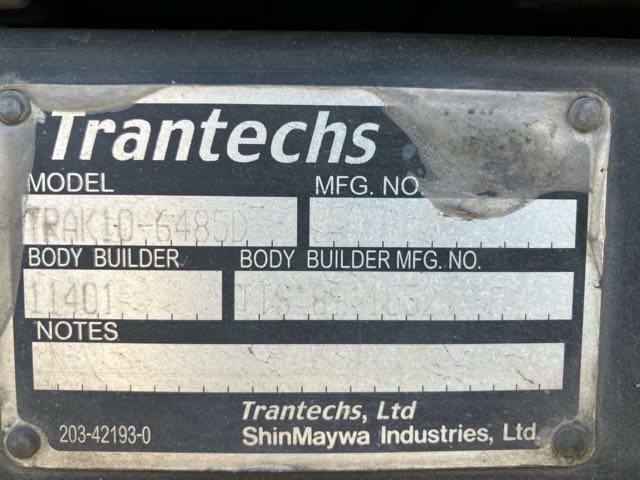 Trantechs
MODEL MFG. NO.
TRAK10-6485D
BODY BUILDER BODY BUILDER MFG. NO.
11401
NOTES
Trantechs, Ltd
203-42193-0 ShinMaywa Industries, Ltd.